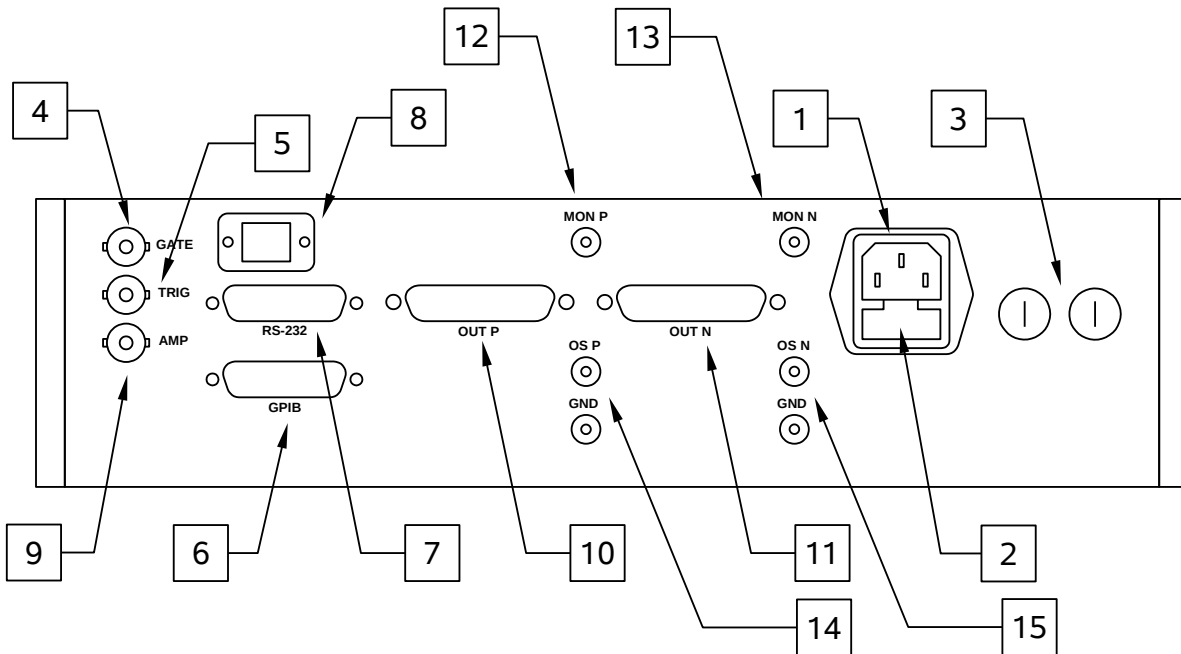 12
13
4
5
8
1
3
MON P
MON N
GATE
TRIG
RS-232
OUT P
OUT N
AMP
OS P
OS N
GPIB
GND
GND
9
6
7
10
11
2
14
15